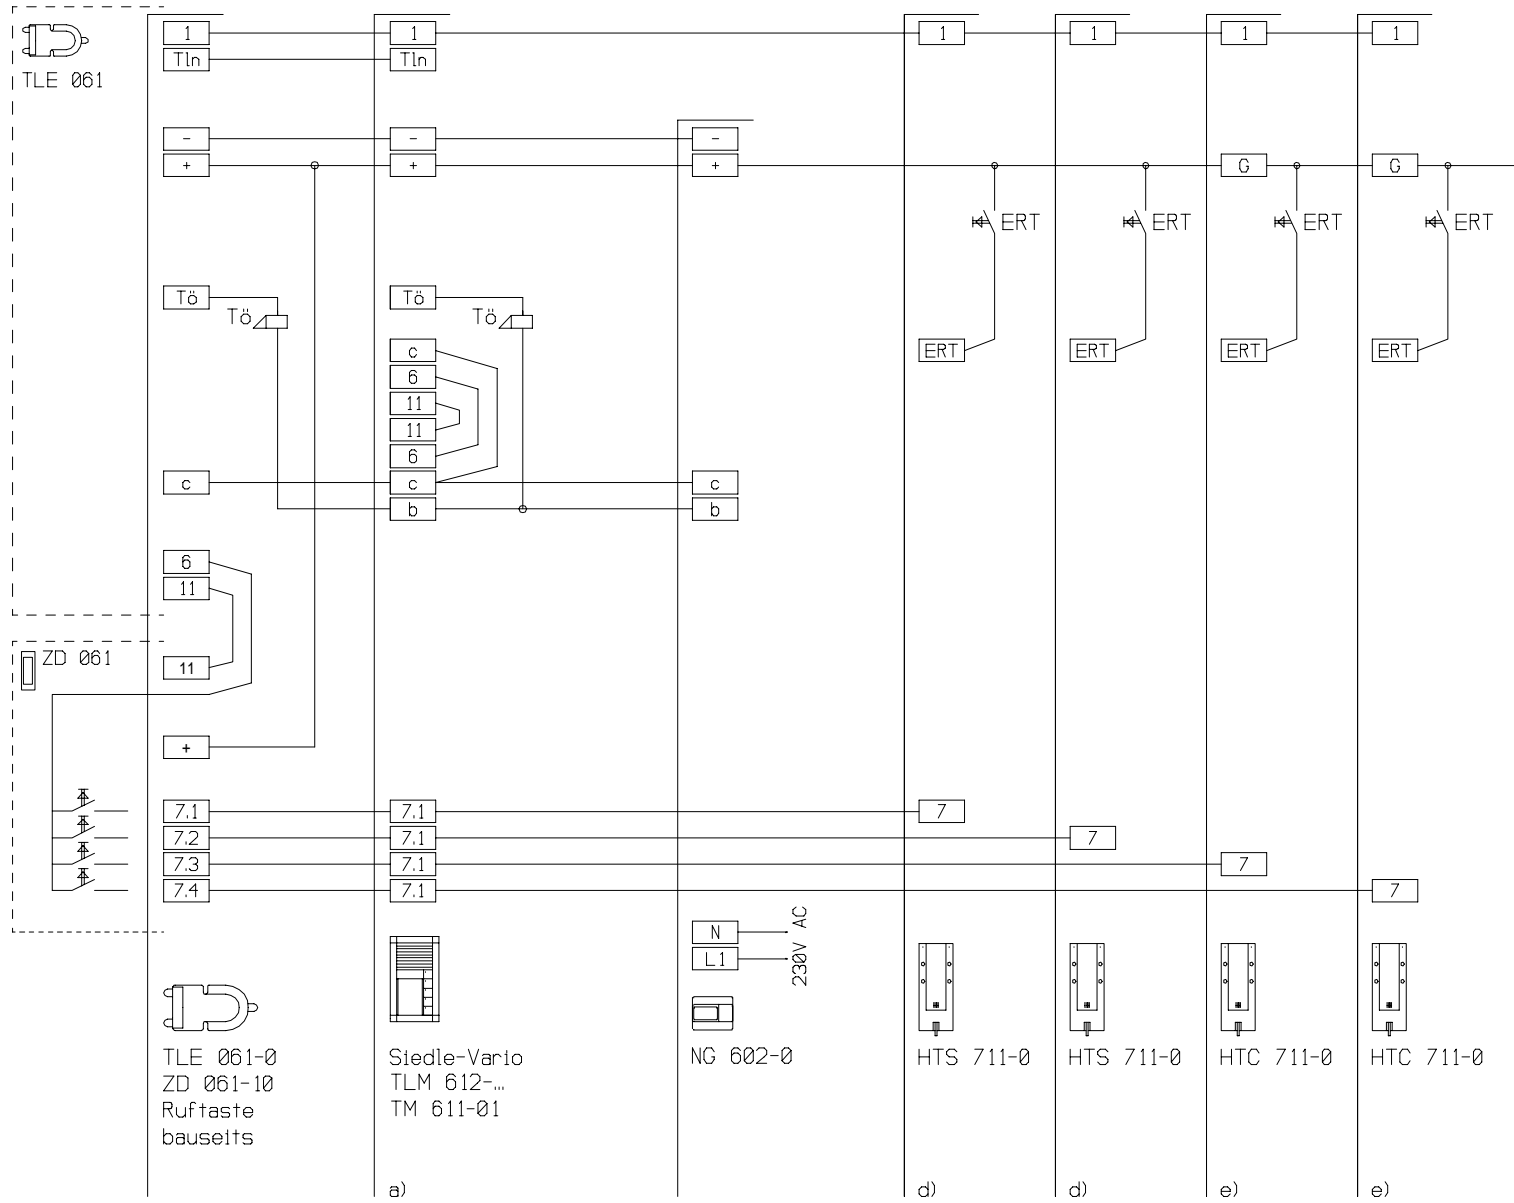 1 1 1 1 1 1
TLE 061 Tln Tln
- - -
+ + + G G
ERT ERT ERT ERT
Tö Tö
Tö Tö
c ERT ERT ERT ERT
6
11
11
6
c c c
b b
6
11
ZD 061 11
+
7.1 7.1 7
7.2 7.1 7
7.3 7.1 7
7.4 7.1 7
N
L1
230V AC
TLE 061-0
ZD 061-10
Ruftaste
bauseits
Siedle-Vario
TLM 612-...
TM 611-01
NG 602-0
HTS 711-0
HTS 711-0
HTC 711-0
HTC 711-0
a) d) d) e) e)